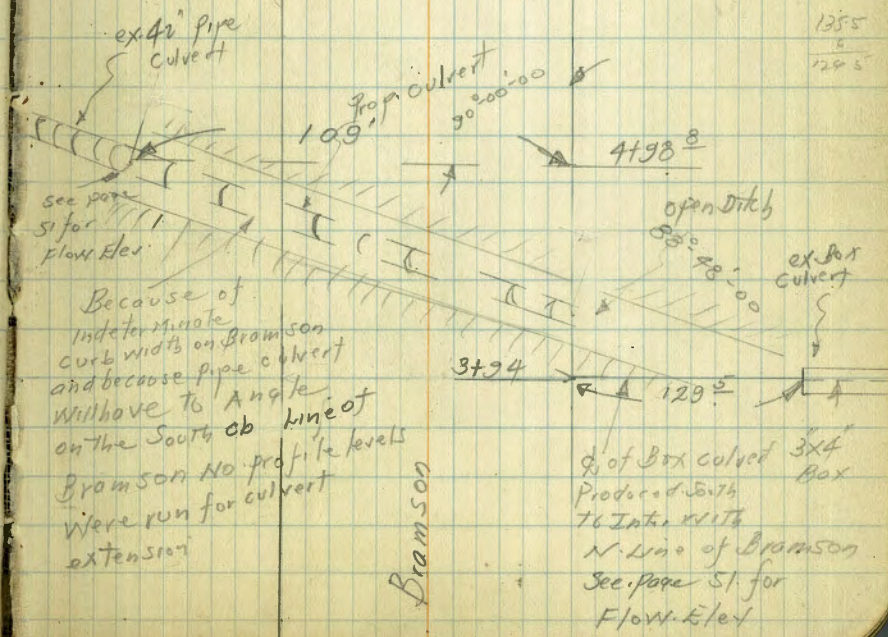 ex. 42" Pipe
Culvert
Prop. Culvert
109'
90°-00'-00
135.5
6
129.5
4+98 8
see page
51 for
Flow Elev.
Open Ditch
88°-48'-00
ex. Box
Culvert
Because of
Indeterminate
curb width on Bramson
and because pipe culvert
will have to Angle
on the South cb Line of
Bramson No profile levels
were run for culvert
extension
3+94
129 5
Bramson
of Box culvert
Produced South
to Int. with
N. Line of Bramson
See page 51 for
Flow Elev
3'x4'
Box